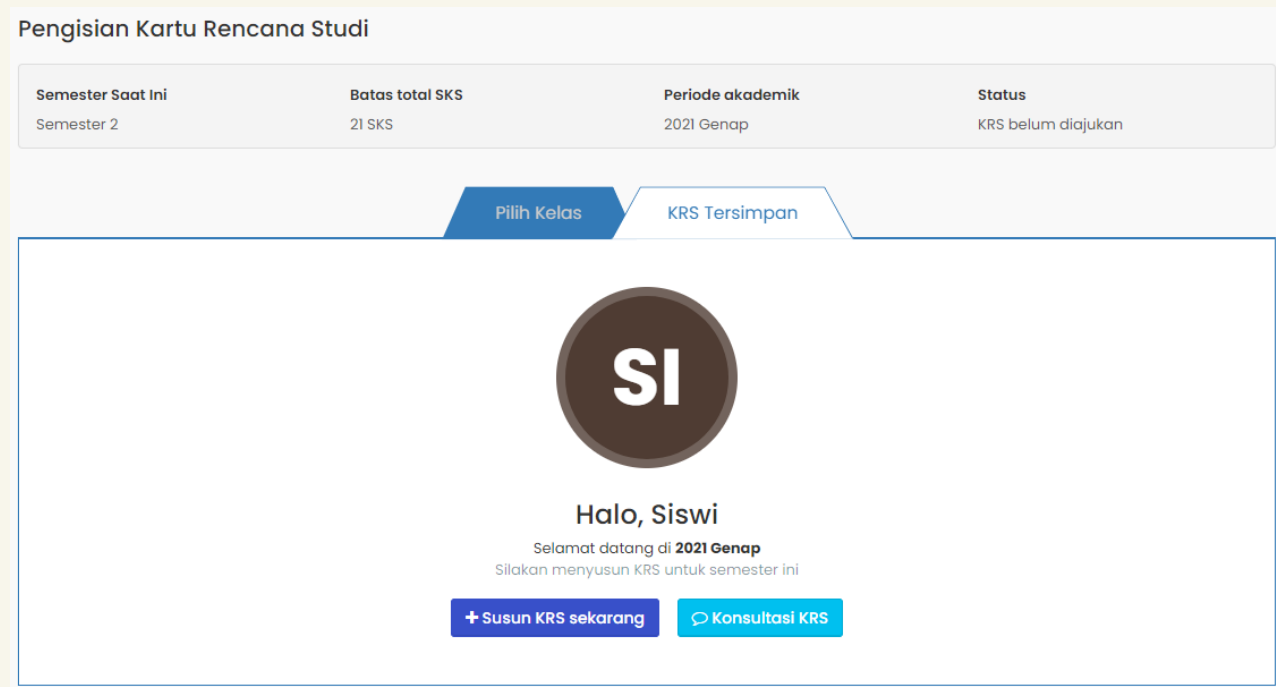 Pengisian Kartu Rencana Studi
Semester Saat Ini Batas total SKS Periode akademik Status
Semester 2 21 SKS 2021 Genap KRS belum diajukan
Pilih Kelas KRS Tersimpan
SI
Halo, Siswi
Selamat datang di 2021 Genap
Silakan menyusun KRS untuk semester ini
+ Susun KRS sekarang Konsultasi KRS